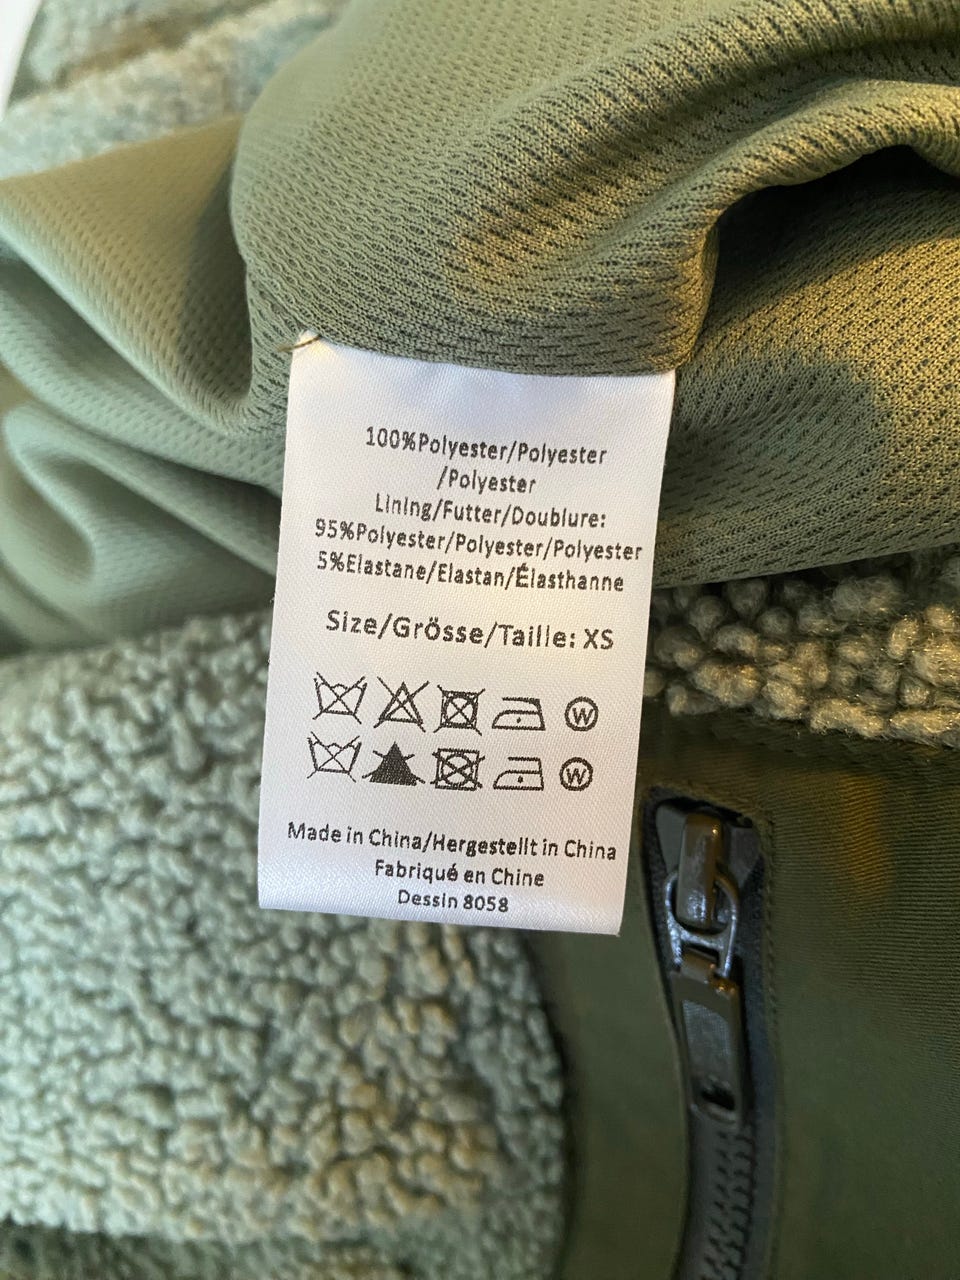 100%Polyester/Polyester
/Polyester
Lining/Futter/Doublure:
95%Polyester/Polyester/Polyester
5%Elastane/Elastan/Élasthanne
Size/Grösse/Taille: XS
W
W
Made in China/Hergestellt in China
Fabriqué en Chine
Dessin 8058